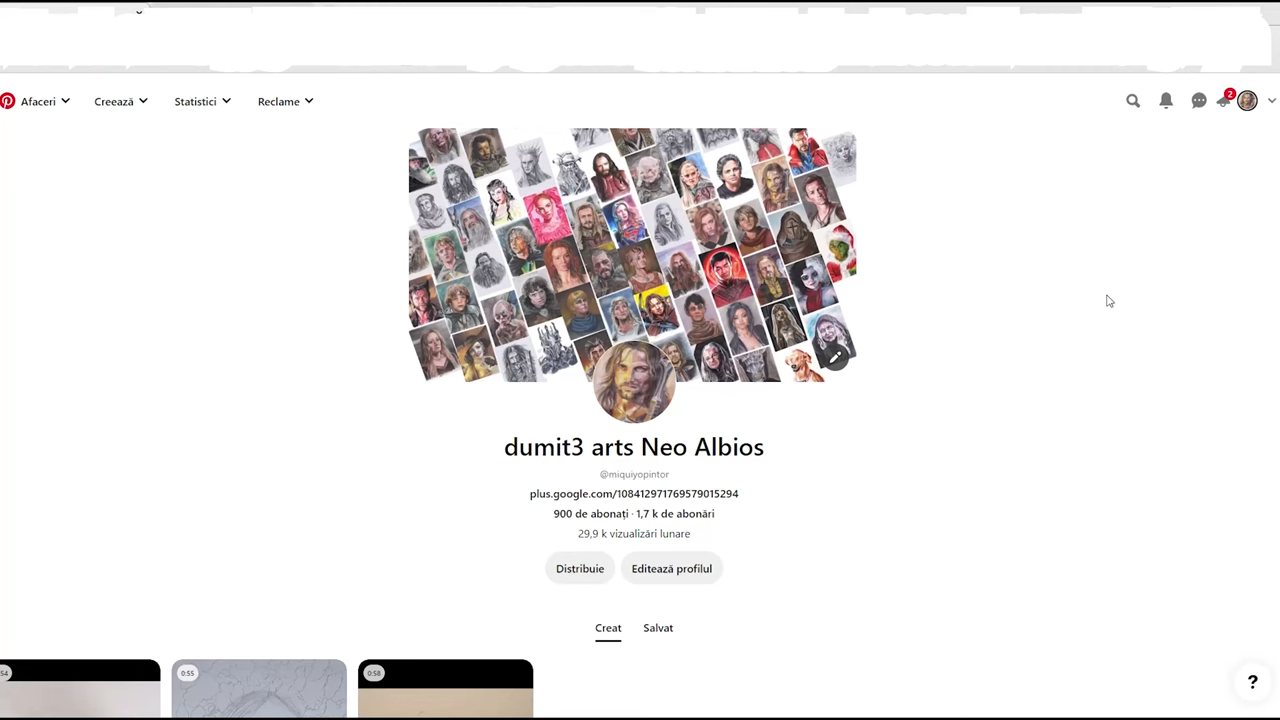 Afaceri Creează Statistici Reclame 2
dumit3 arts Neo Albios
@miquiyopintor
plus.google.com/108412971769579015294
900 de abonați · 1,7 k de abonări
29,9 k vizualizări lunare
Distribuie Editează profilul
Creat Salvat
54 0:55 0:58
?